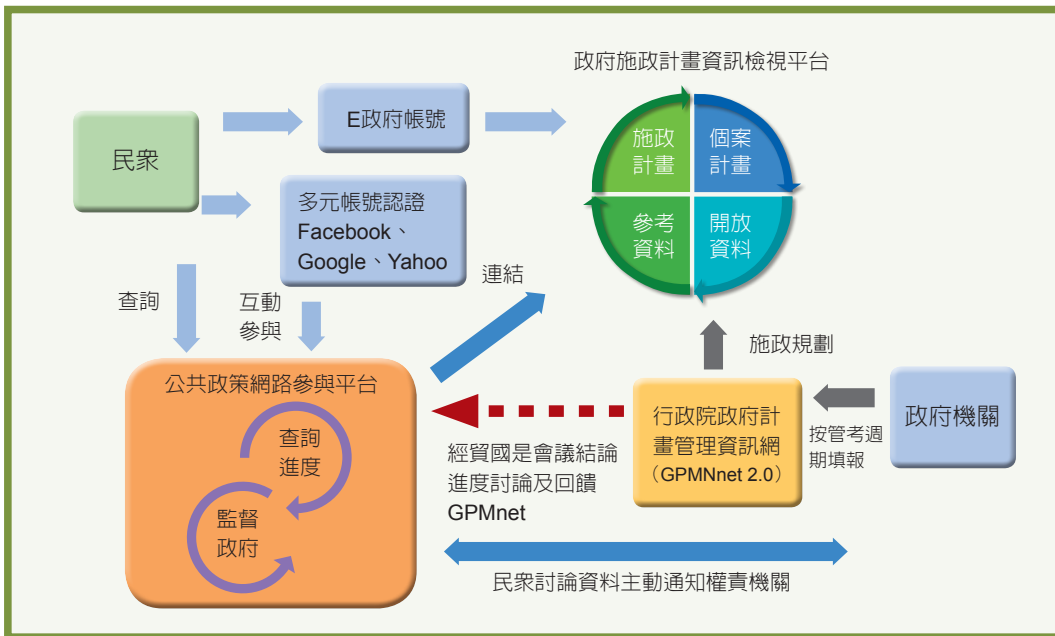 政府施政計畫資訊檢視平台
民眾
E政府帳號
施政
計畫
個案
計畫
參考
資料
開放
資料
多元帳號認證
Facebook、
Google、Yahoo
查詢
互動
參與
連結
施政規劃
公共政策網路參與平台
查詢
進度
監督
政府
經貿國是會議結論
進度討論及回饋
GPMnet
行政院政府計
畫管理資訊網
（GPMNnet 2.0）
按管考週
期填報
政府機關
民眾討論資料主動通知權責機關